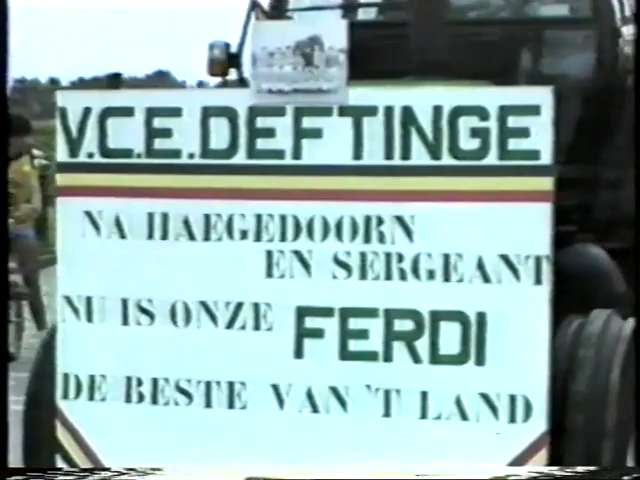 V.C.E. DEFTINGE
NA HAEGEDOORN
EN SERGEANT
NU IS ONZE FERDI
DE BESTE VAN 'T LAND